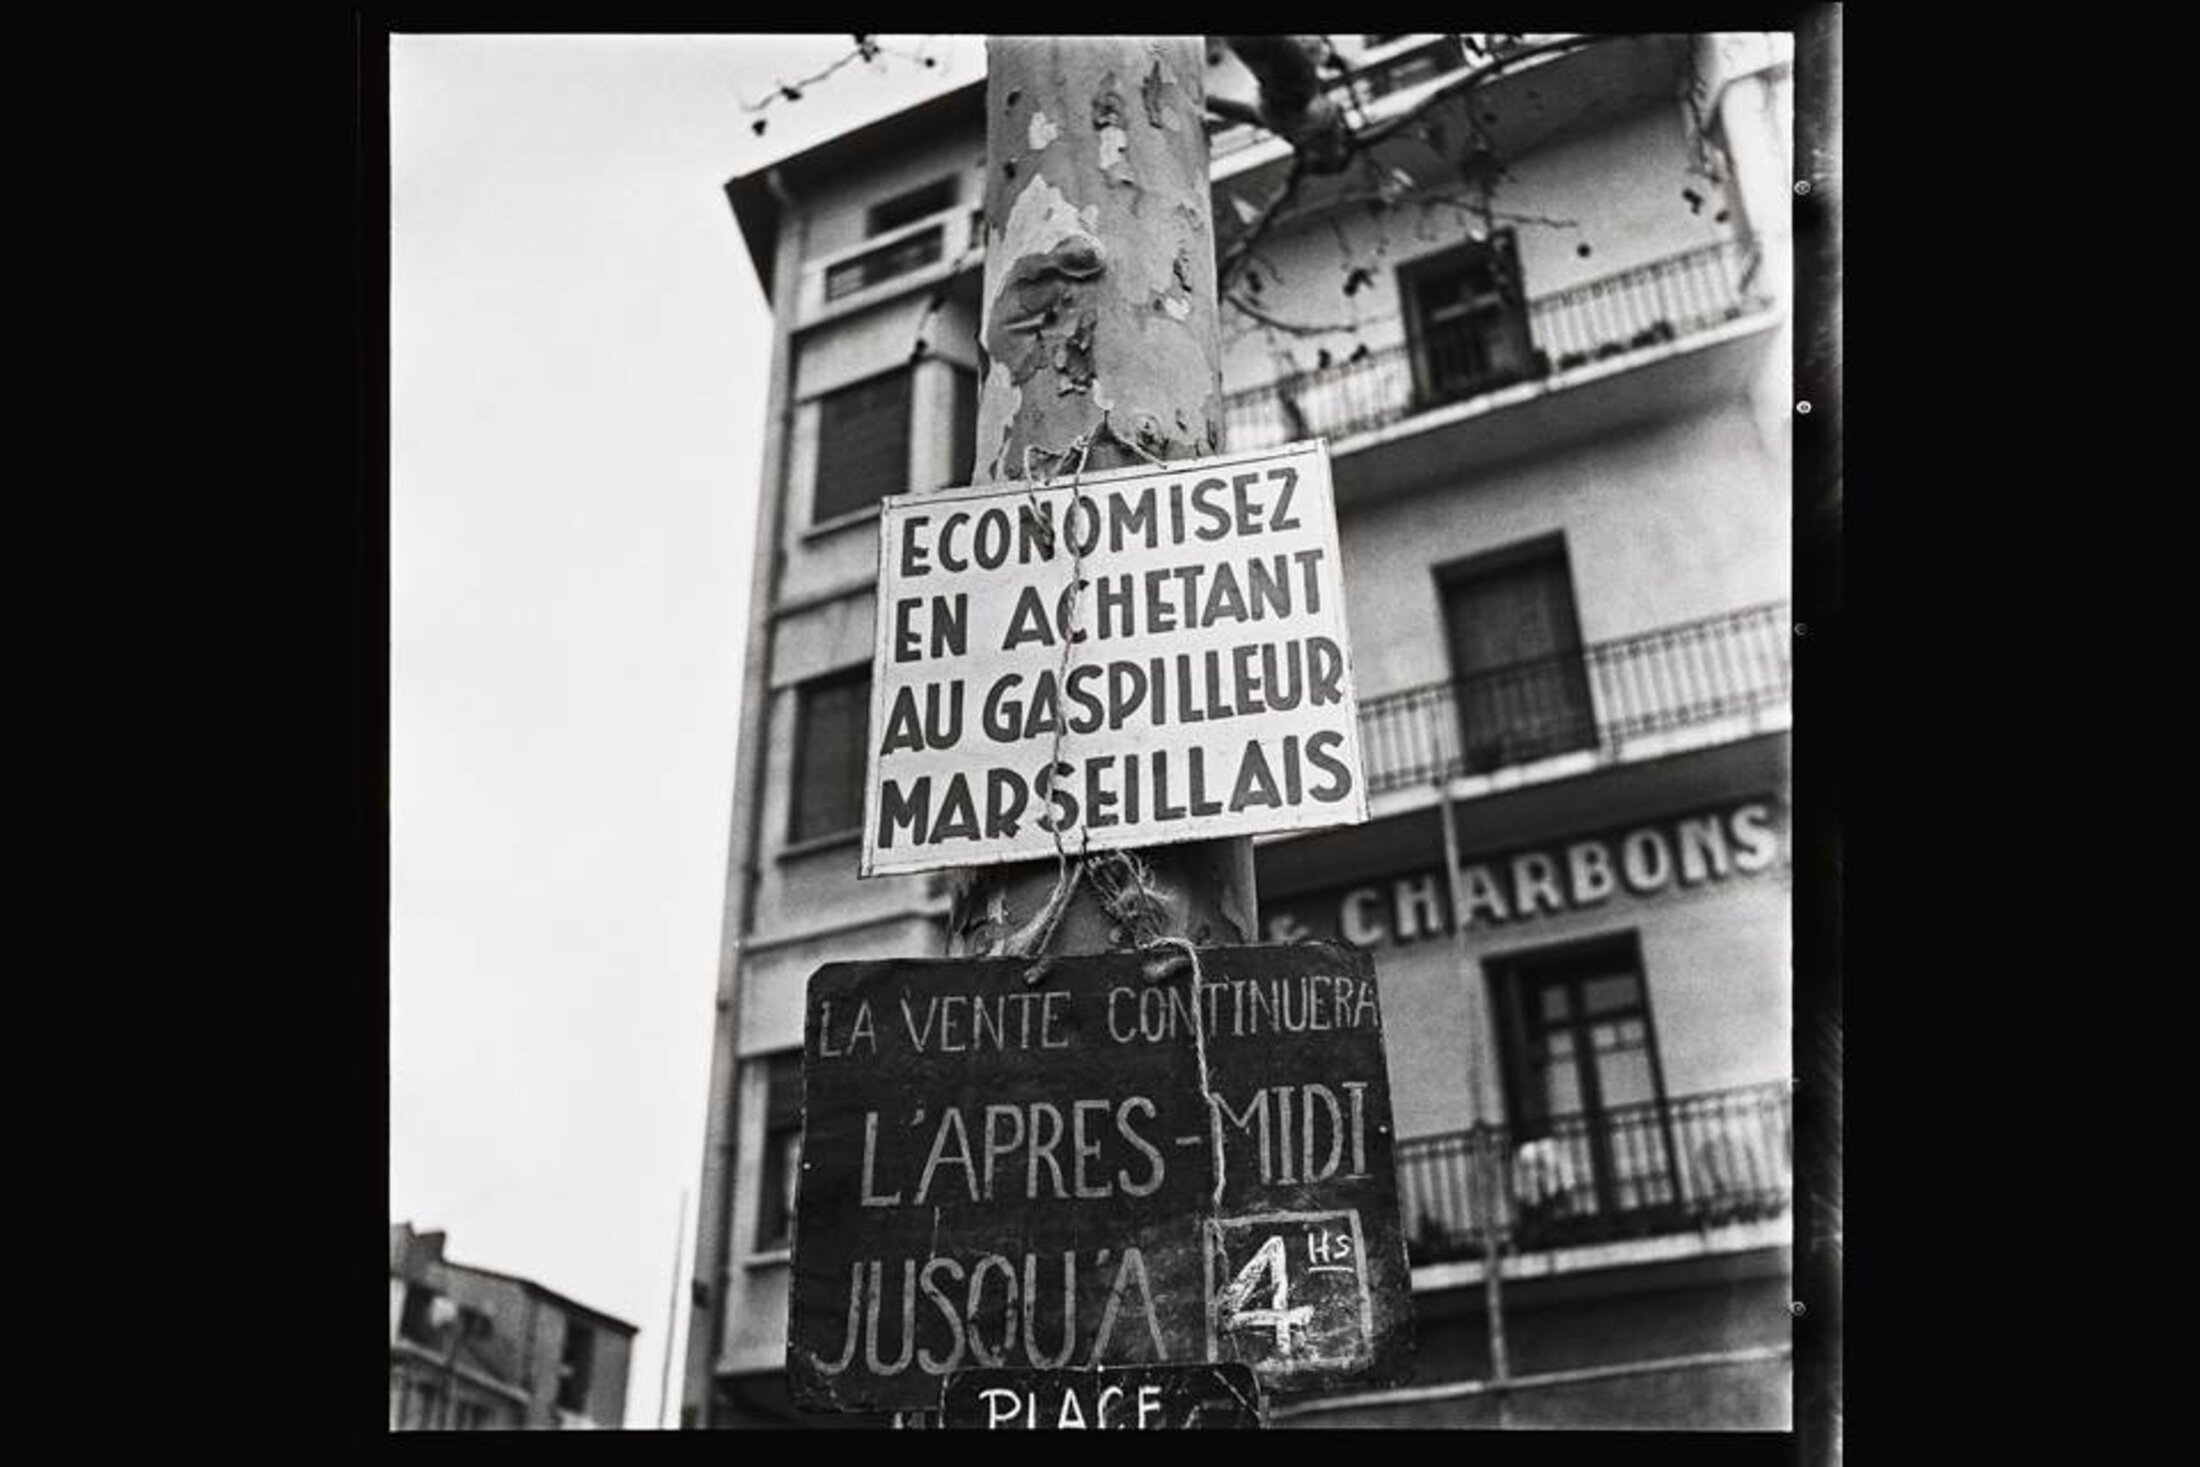 ECONOMISEZ
EN ACHETANT
AU GASPILLEUR
MARSEILLAIS
& CHARBONS
LA VENTE CONTINUERA
L'APRES-MIDI
JUSQU'A 4 HS
PLACE